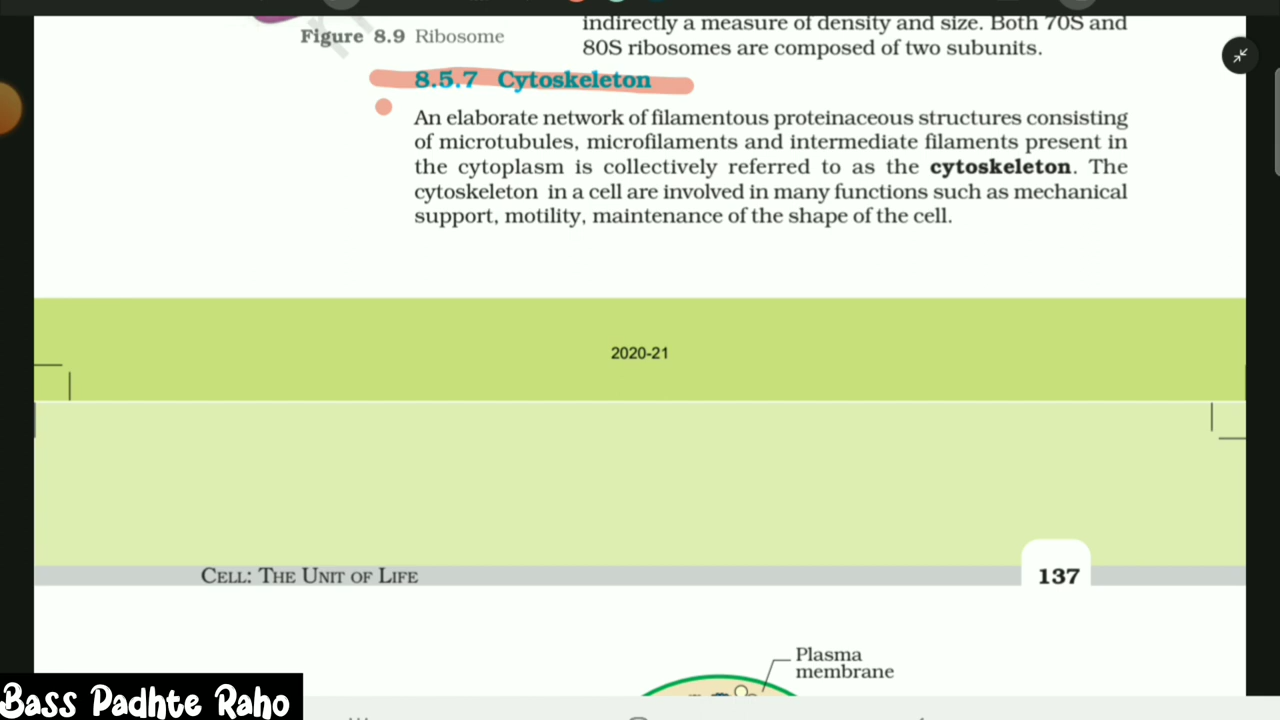 indirectly a measure of density and size. Both 70S and
80S ribosomes are composed of two subunits.
Figure 8.9 Ribosome
8.5.7 Cytoskeleton
An elaborate network of filamentous proteinaceous structures consisting
of microtubules, microfilaments and intermediate filaments present in
the cytoplasm is collectively referred to as the cytoskeleton. The
cytoskeleton in a cell are involved in many functions such as mechanical
support, motility, maintenance of the shape of the cell.
2020-21
CELL: THE UNIT OF LIFE
137
Plasma
membrane
Bass Padhte Raho